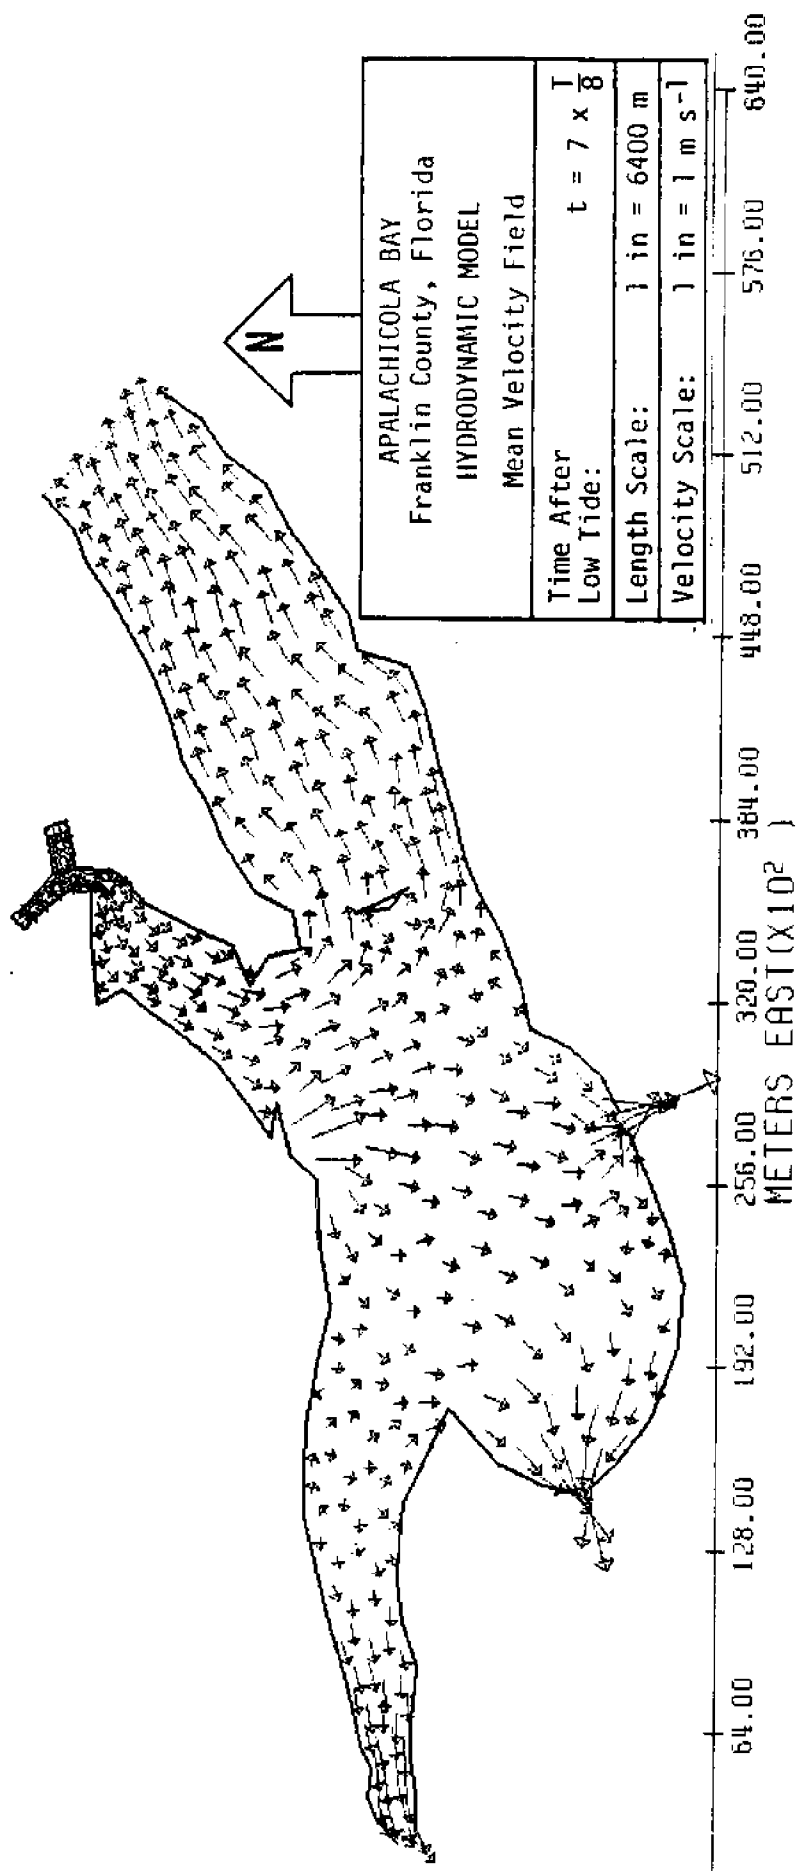 N
APALACHICOLA BAY
Franklin County, Florida
HYDRODYNAMIC MODEL
Mean Velocity Field
Time After
Low Tide: t = 7 x T/8
Length Scale: 1 in = 6400 m
Velocity Scale: 1 in = 1 m s⁻¹
64.00 128.00 192.00 256.00 320.00 384.00 448.00 512.00 576.00 640.00
METERS EAST(X10² )